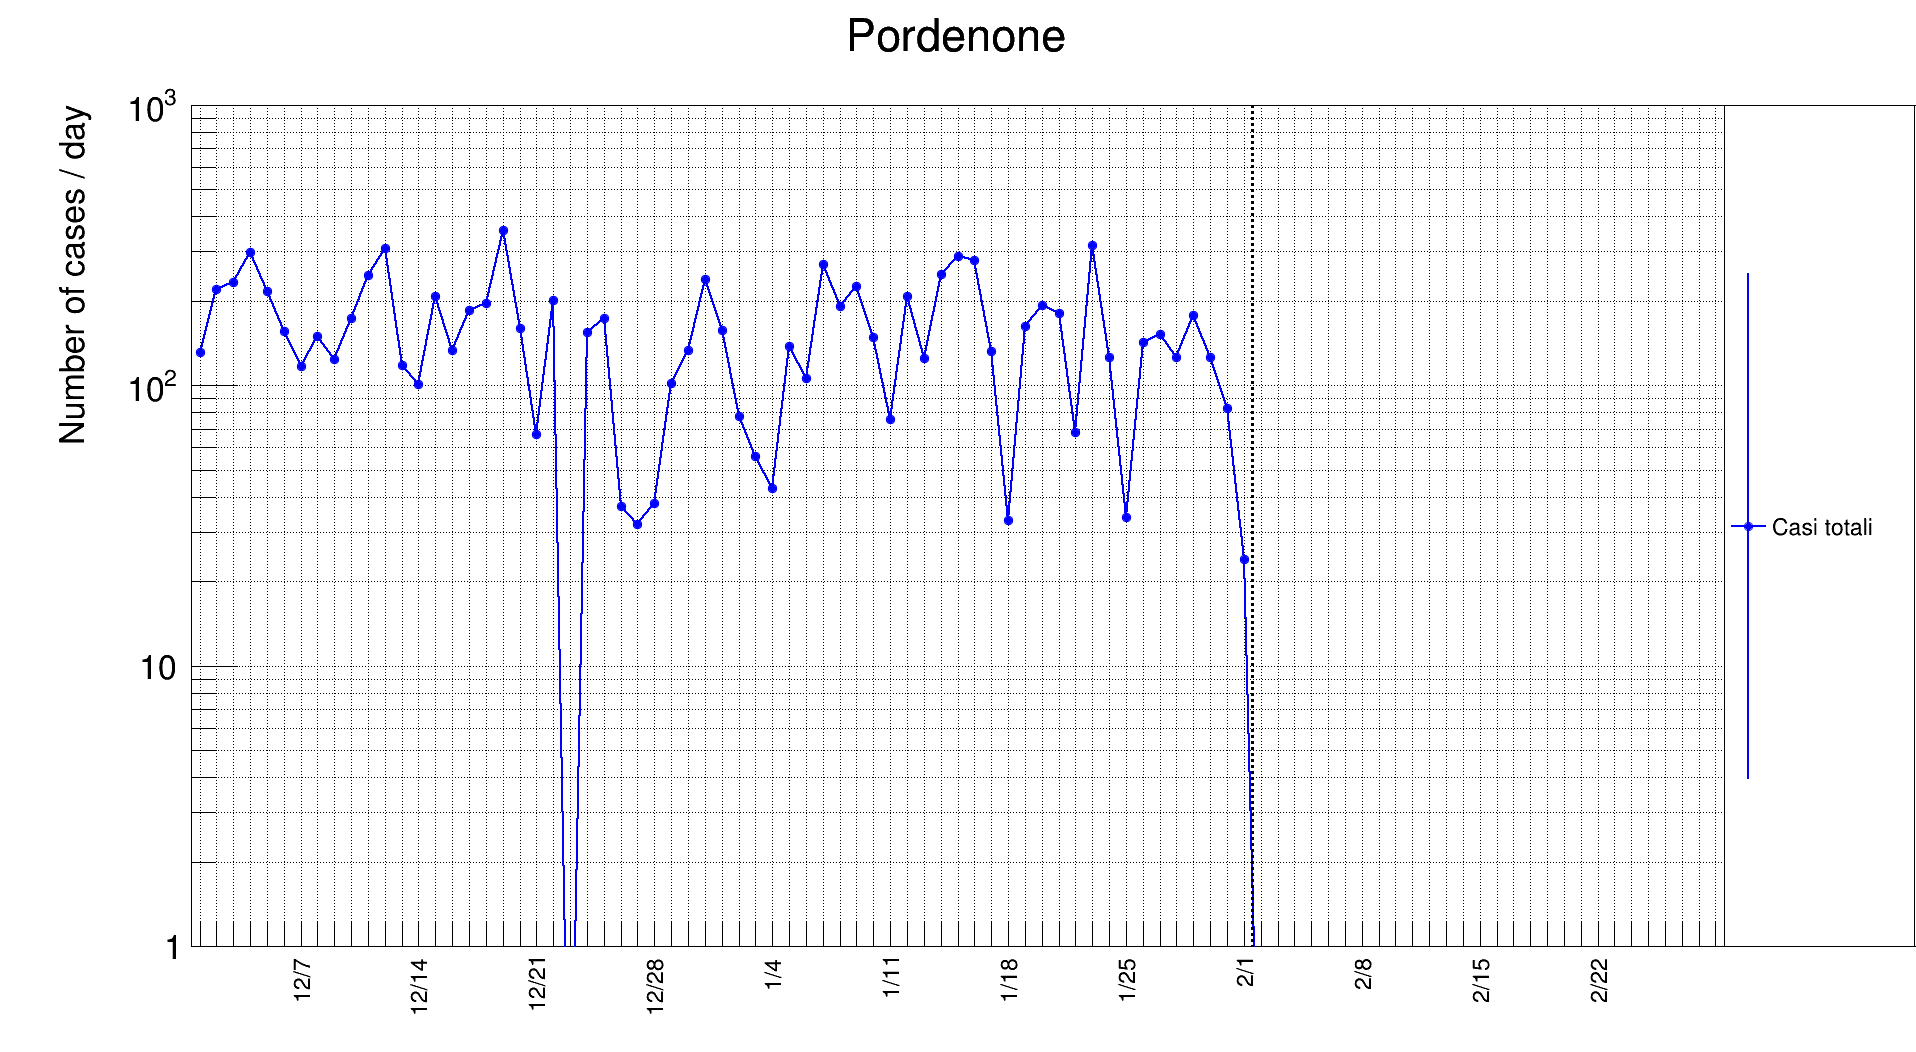 Pordenone
Number of cases / day
10³
10²
10
1
12/7 12/14 12/21 12/28 1/4 1/11 1/18 1/25 2/1 2/8 2/15 2/22
Casi totali